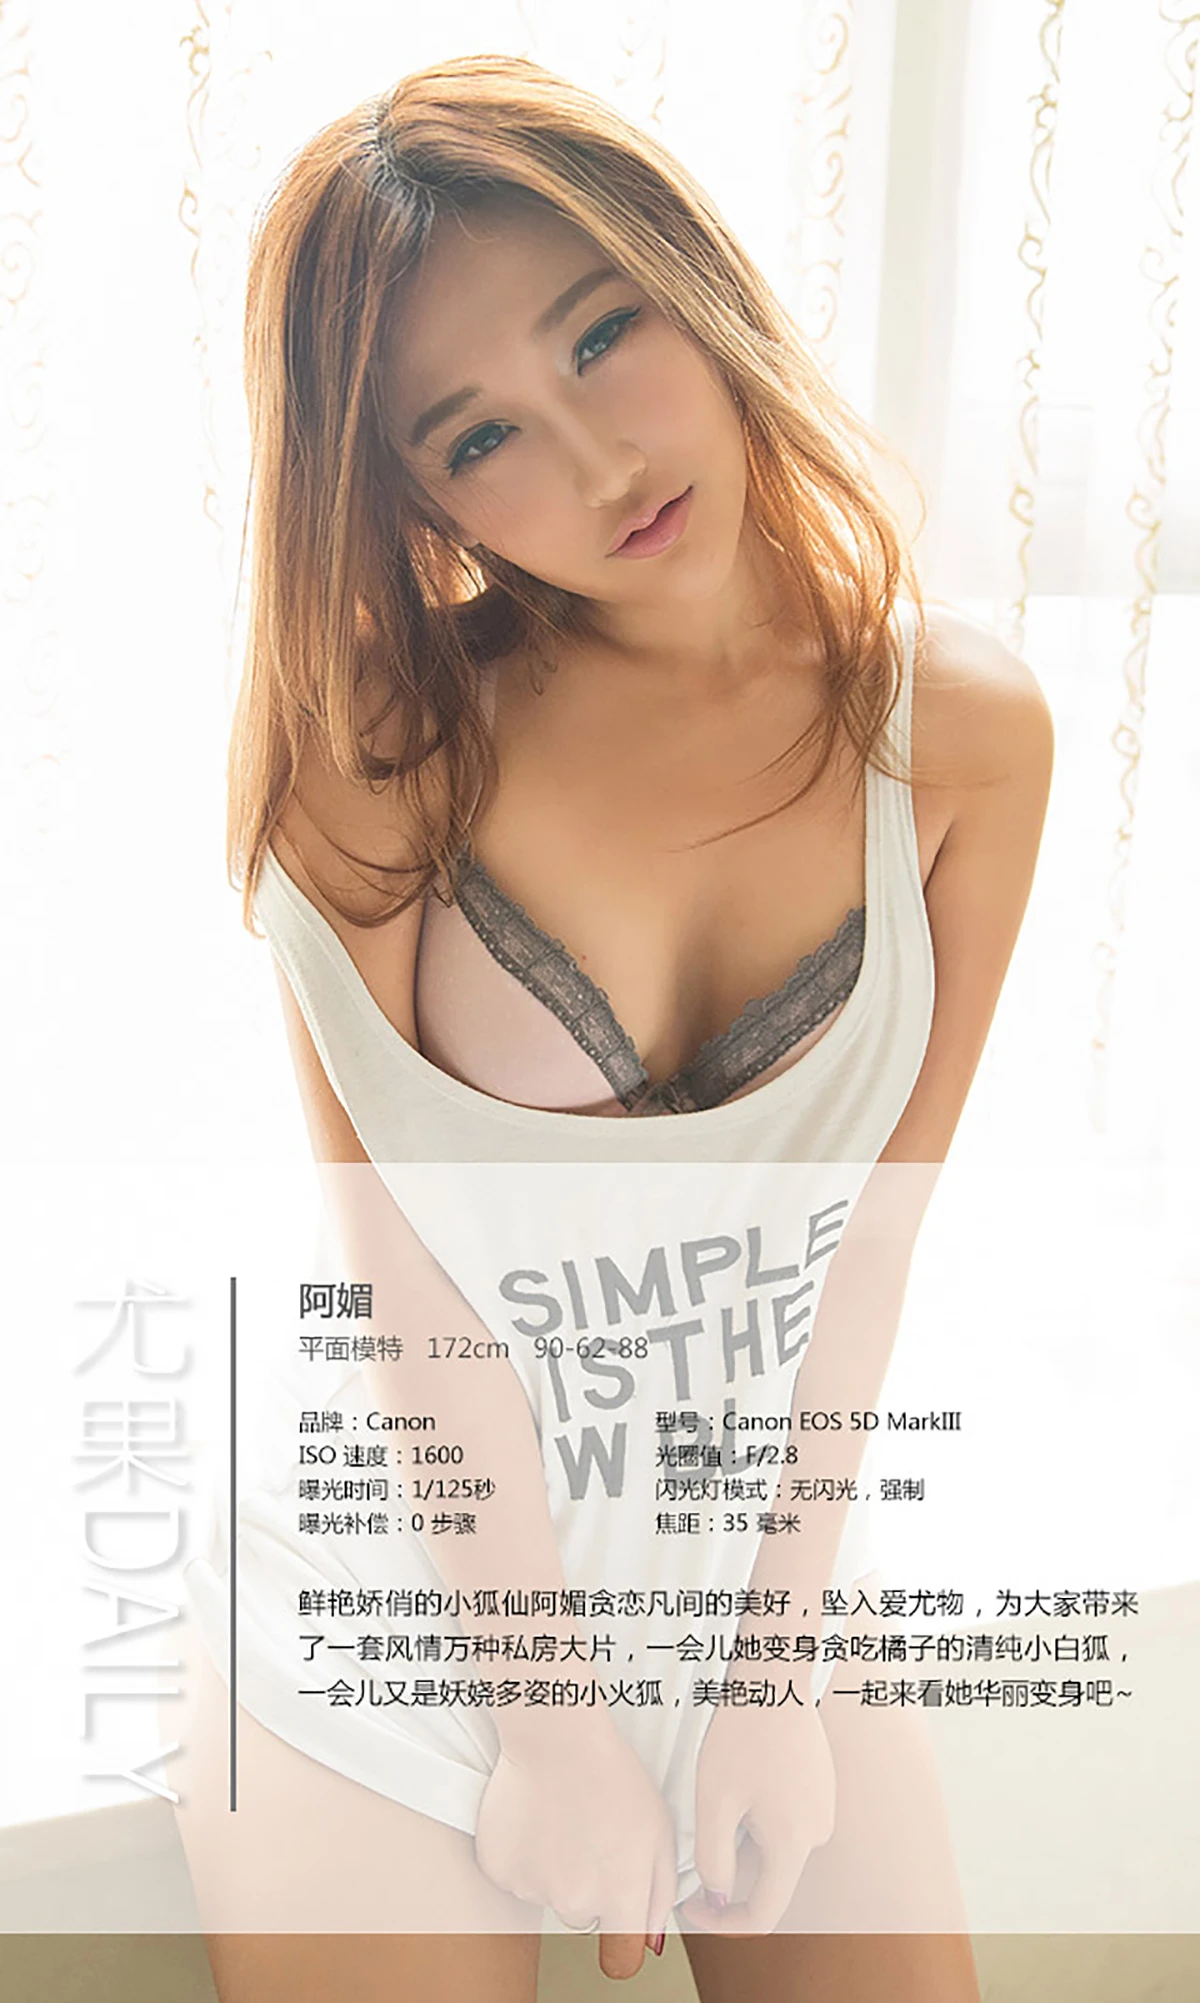 尤果DAILY
阿媚
平面模特 172cm 90-62-88
品牌：Canon 型号：Canon EOS 5D MarkIII
ISO 速度：1600 光圈值：F/2.8
曝光时间：1/125秒 闪光灯模式：无闪光，强制
曝光补偿：0 步骤 焦距：35 毫米
鲜艳娇俏的小狐仙阿媚贪恋凡间的美好，坠入爱尤物，为大家带来
了一套风情万种私房大片，一会儿她变身贪吃橘子的清纯小白狐，
一会儿又是妖娆多姿的小火狐，美艳动人，一起来看她华丽变身吧~
SIMPLE
IS THE
W BL